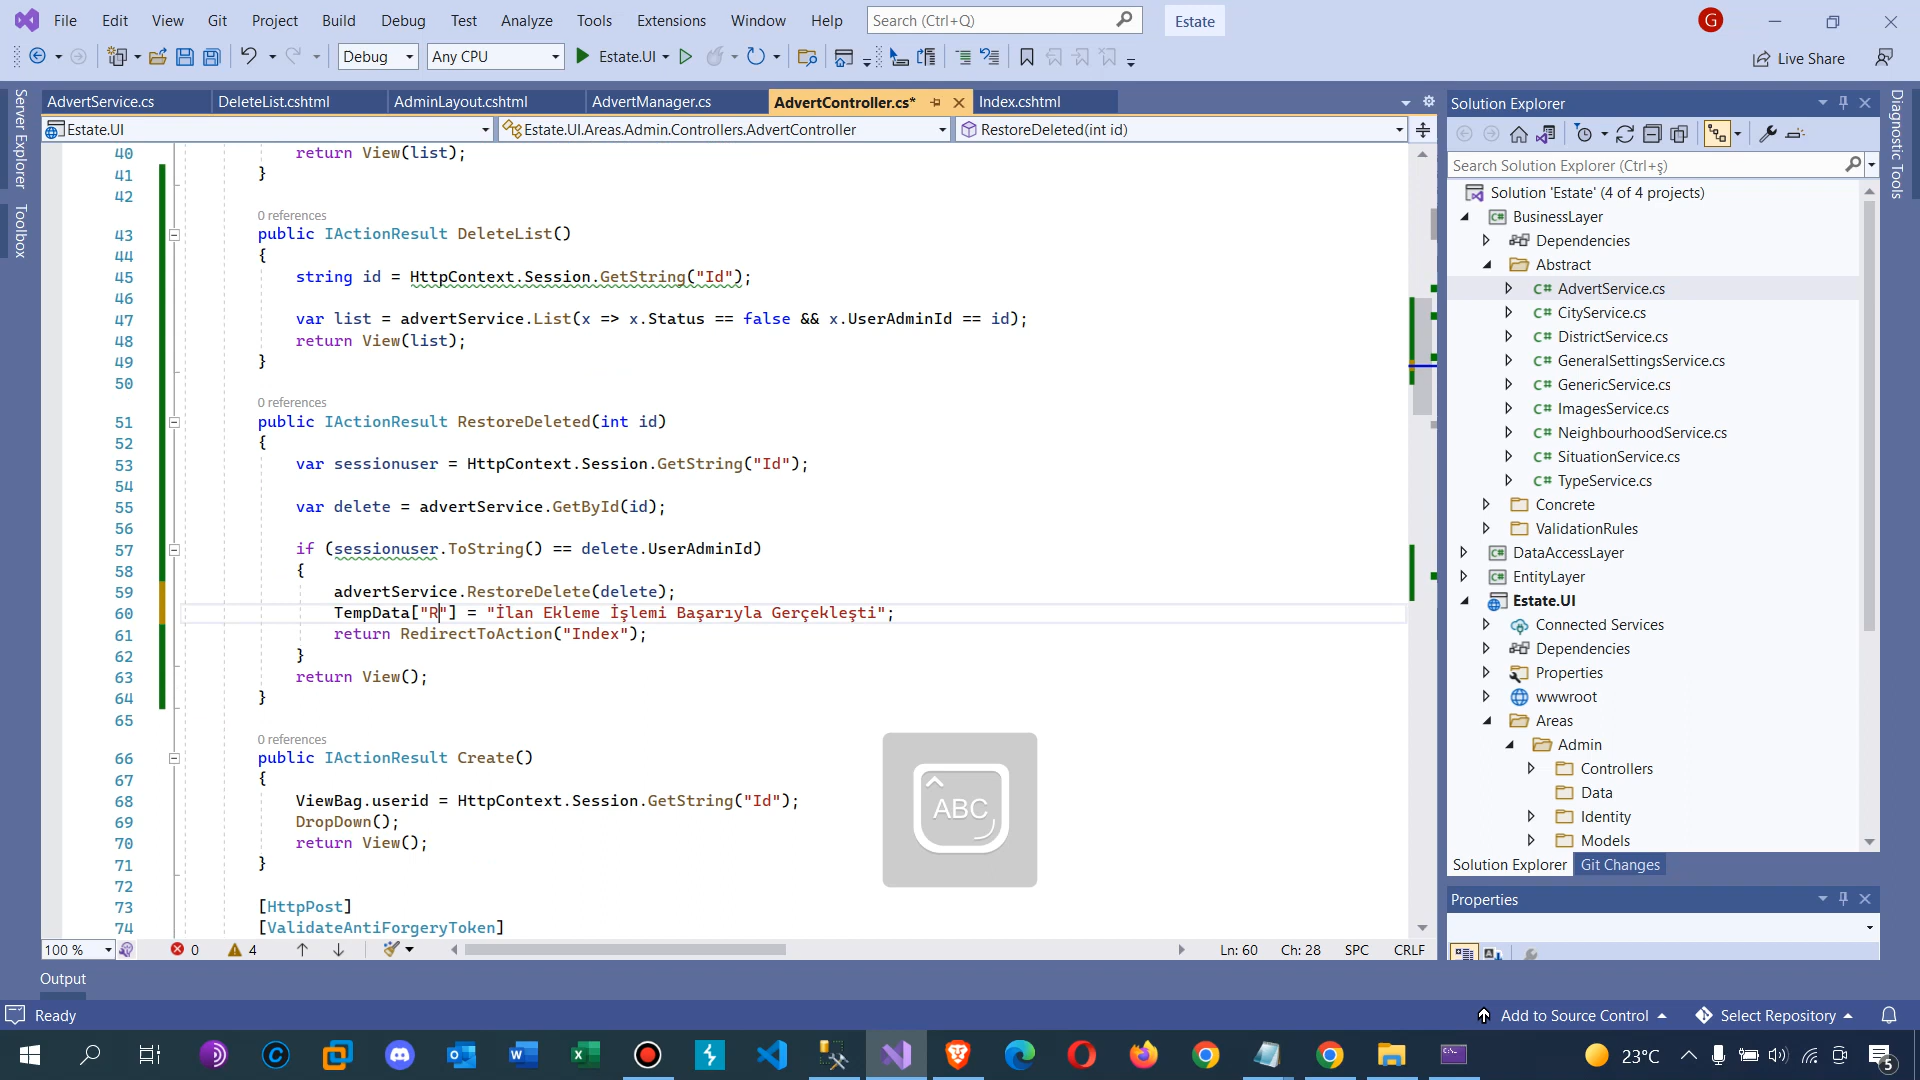 File Edit View Git Project Build Debug Test Analyze Tools Extensions Window Help Search (Ctrl+Q) Estate G
Debug Any CPU Estate.UI Live Share
Server Explorer
Toolbox
AdvertService.cs DeleteList.cshtml AdminLayout.cshtml AdvertManager.cs AdvertController.cs* Index.cshtml
Estate.UI Estate.UI.Areas.Admin.Controllers.AdvertController RestoreDeleted(int id)
40 return View(list);
41 }
42
0 references
43 public IActionResult DeleteList()
44 {
45 string id = HttpContext.Session.GetString("Id");
46
47 var list = advertService.List(x => x.Status == false && x.UserAdminId == id);
48 return View(list);
49 }
50
0 references
51 public IActionResult RestoreDeleted(int id)
52 {
53 var sessionuser = HttpContext.Session.GetString("Id");
54
55 var delete = advertService.GetById(id);
56
57 if (sessionuser.ToString() == delete.UserAdminId)
58 {
59 advertService.RestoreDelete(delete);
60 TempData["R"] = "İlan Ekleme İşlemi Başarıyla Gerçekleşti";
61 return RedirectToAction("Index");
62 }
63 return View();
64 }
65
0 references
66 public IActionResult Create()
67 {
68 ViewBag.userid = HttpContext.Session.GetString("Id");
69 DropDown();
70 return View();
71 }
72
73 [HttpPost]
74 [ValidateAntiForgeryToken]
ABC
100 % 0 4 Ln: 60 Ch: 28 SPC CRLF
Solution Explorer
Search Solution Explorer (Ctrl+ş)
Solution 'Estate' (4 of 4 projects)
C# BusinessLayer
Dependencies
Abstract
C# AdvertService.cs
C# CityService.cs
C# DistrictService.cs
C# GeneralSettingsService.cs
C# GenericService.cs
C# ImagesService.cs
C# NeighbourhoodService.cs
C# SituationService.cs
C# TypeService.cs
Concrete
ValidationRules
C# DataAccessLayer
C# EntityLayer
Estate.UI
Connected Services
Dependencies
Properties
wwwroot
Areas
Admin
Controllers
Data
Identity
Models
Solution Explorer Git Changes
Properties
Diagnostic Tools
Output
Ready Add to Source Control Select Repository
23°C 5